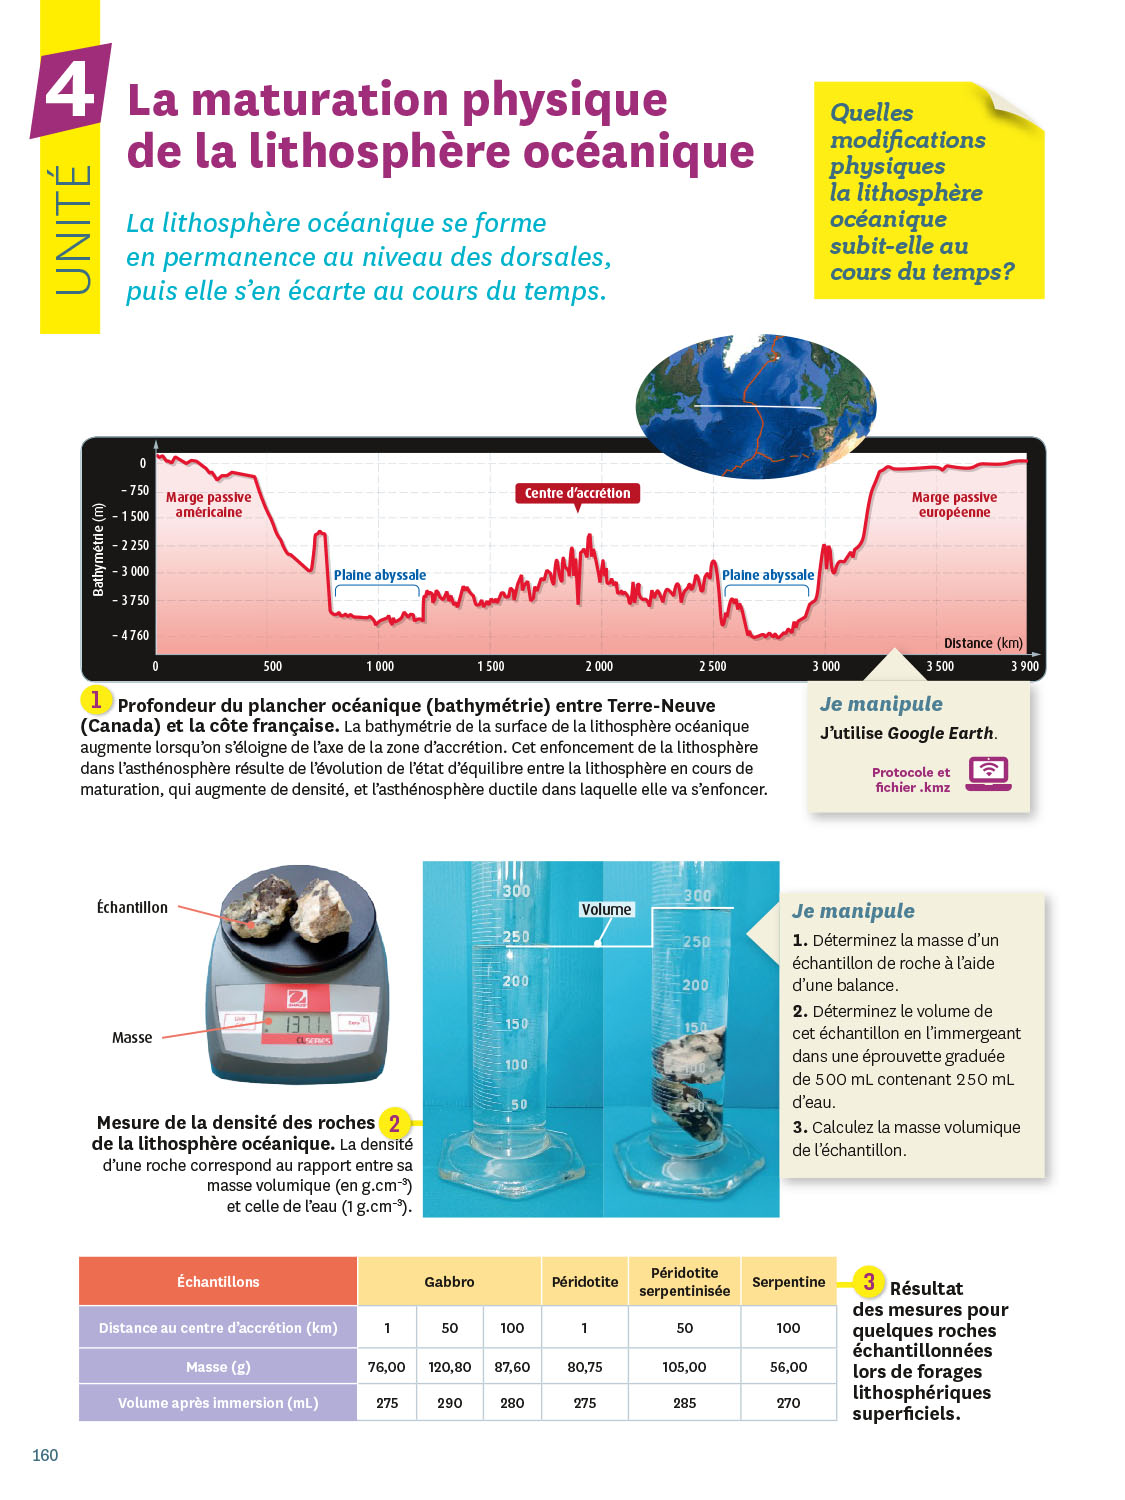 4
UNITÉ
La maturation physique
de la lithosphère océanique
La lithosphère océanique se forme
en permanence au niveau des dorsales,
puis elle s'en écarte au cours du temps.
Quelles
modifications
physiques
la lithosphère
océanique
subit-elle au
cours du temps?
Bathymétrie (m)
0
– 750
– 1 500
– 2 250
– 3 000
– 3 750
– 4 760
Marge passive
américaine
Centre d'accrétion
Marge passive
européenne
Plaine abyssale
Plaine abyssale
Distance (km)
0 500 1 000 1 500 2 000 2 500 3 000 3 500 3 900
1 Profondeur du plancher océanique (bathymétrie) entre Terre-Neuve
(Canada) et la côte française. La bathymétrie de la surface de la lithosphère océanique
augmente lorsqu'on s'éloigne de l'axe de la zone d'accrétion. Cet enfoncement de la lithosphère
dans l'asthénosphère résulte de l'évolution de l'état d'équilibre entre la lithosphère en cours de
maturation, qui augmente de densité, et l'asthénosphère ductile dans laquelle elle va s'enfoncer.
Je manipule
J'utilise Google Earth.
Protocole et
fichier .kmz
Échantillon
Masse
137.1
SERIES
Volume
300
250
200
150
100
50
300
250
200
150
100
50
Mesure de la densité des roches 2
de la lithosphère océanique. La densité
d'une roche correspond au rapport entre sa
masse volumique (en g.cm⁻³)
et celle de l'eau (1 g.cm⁻³).
Je manipule
1. Déterminez la masse d'un
échantillon de roche à l'aide
d'une balance.
2. Déterminez le volume de
cet échantillon en l'immergeant
dans une éprouvette graduée
de 500 mL contenant 250 mL
d'eau.
3. Calculez la masse volumique
de l'échantillon.
Échantillons Gabbro Péridotite Péridotite serpentinisée Serpentine
Distance au centre d'accrétion (km) 1 50 100 1 50 100
Masse (g) 76,00 120,80 87,60 80,75 105,00 56,00
Volume après immersion (mL) 275 290 280 275 285 270
3 Résultat
des mesures pour
quelques roches
échantillonnées
lors de forages
lithosphériques
superficiels.
160